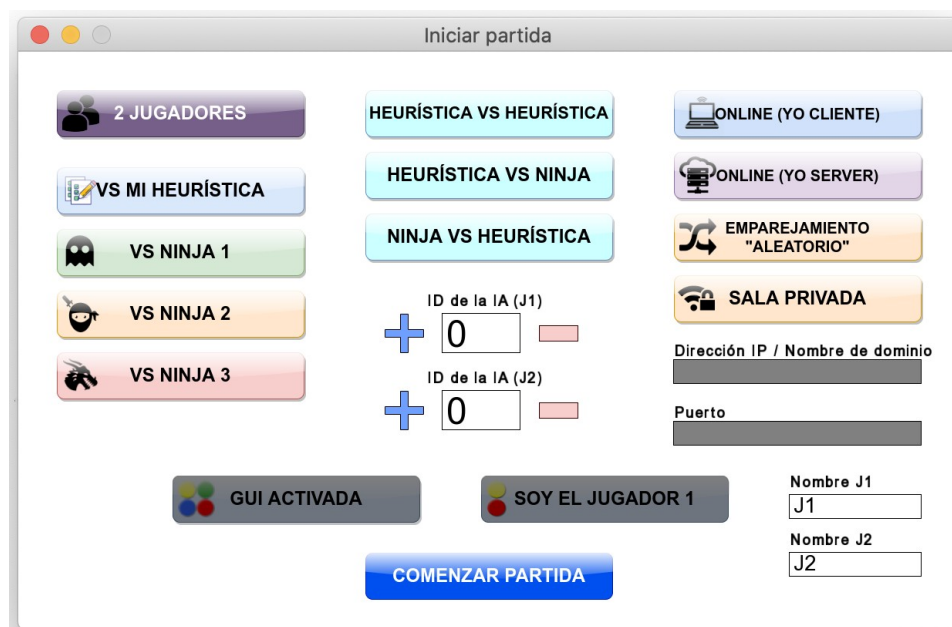 Iniciar partida
2 JUGADORES
VS MI HEURÍSTICA
VS NINJA 1
VS NINJA 2
VS NINJA 3
HEURÍSTICA VS HEURÍSTICA
HEURÍSTICA VS NINJA
NINJA VS HEURÍSTICA
ID de la IA (J1)
0
ID de la IA (J2)
0
ONLINE (YO CLIENTE)
ONLINE (YO SERVER)
EMPAREJAMIENTO
"ALEATORIO"
SALA PRIVADA
Dirección IP / Nombre de dominio
Puerto
GUI ACTIVADA
SOY EL JUGADOR 1
Nombre J1
J1
Nombre J2
J2
COMENZAR PARTIDA